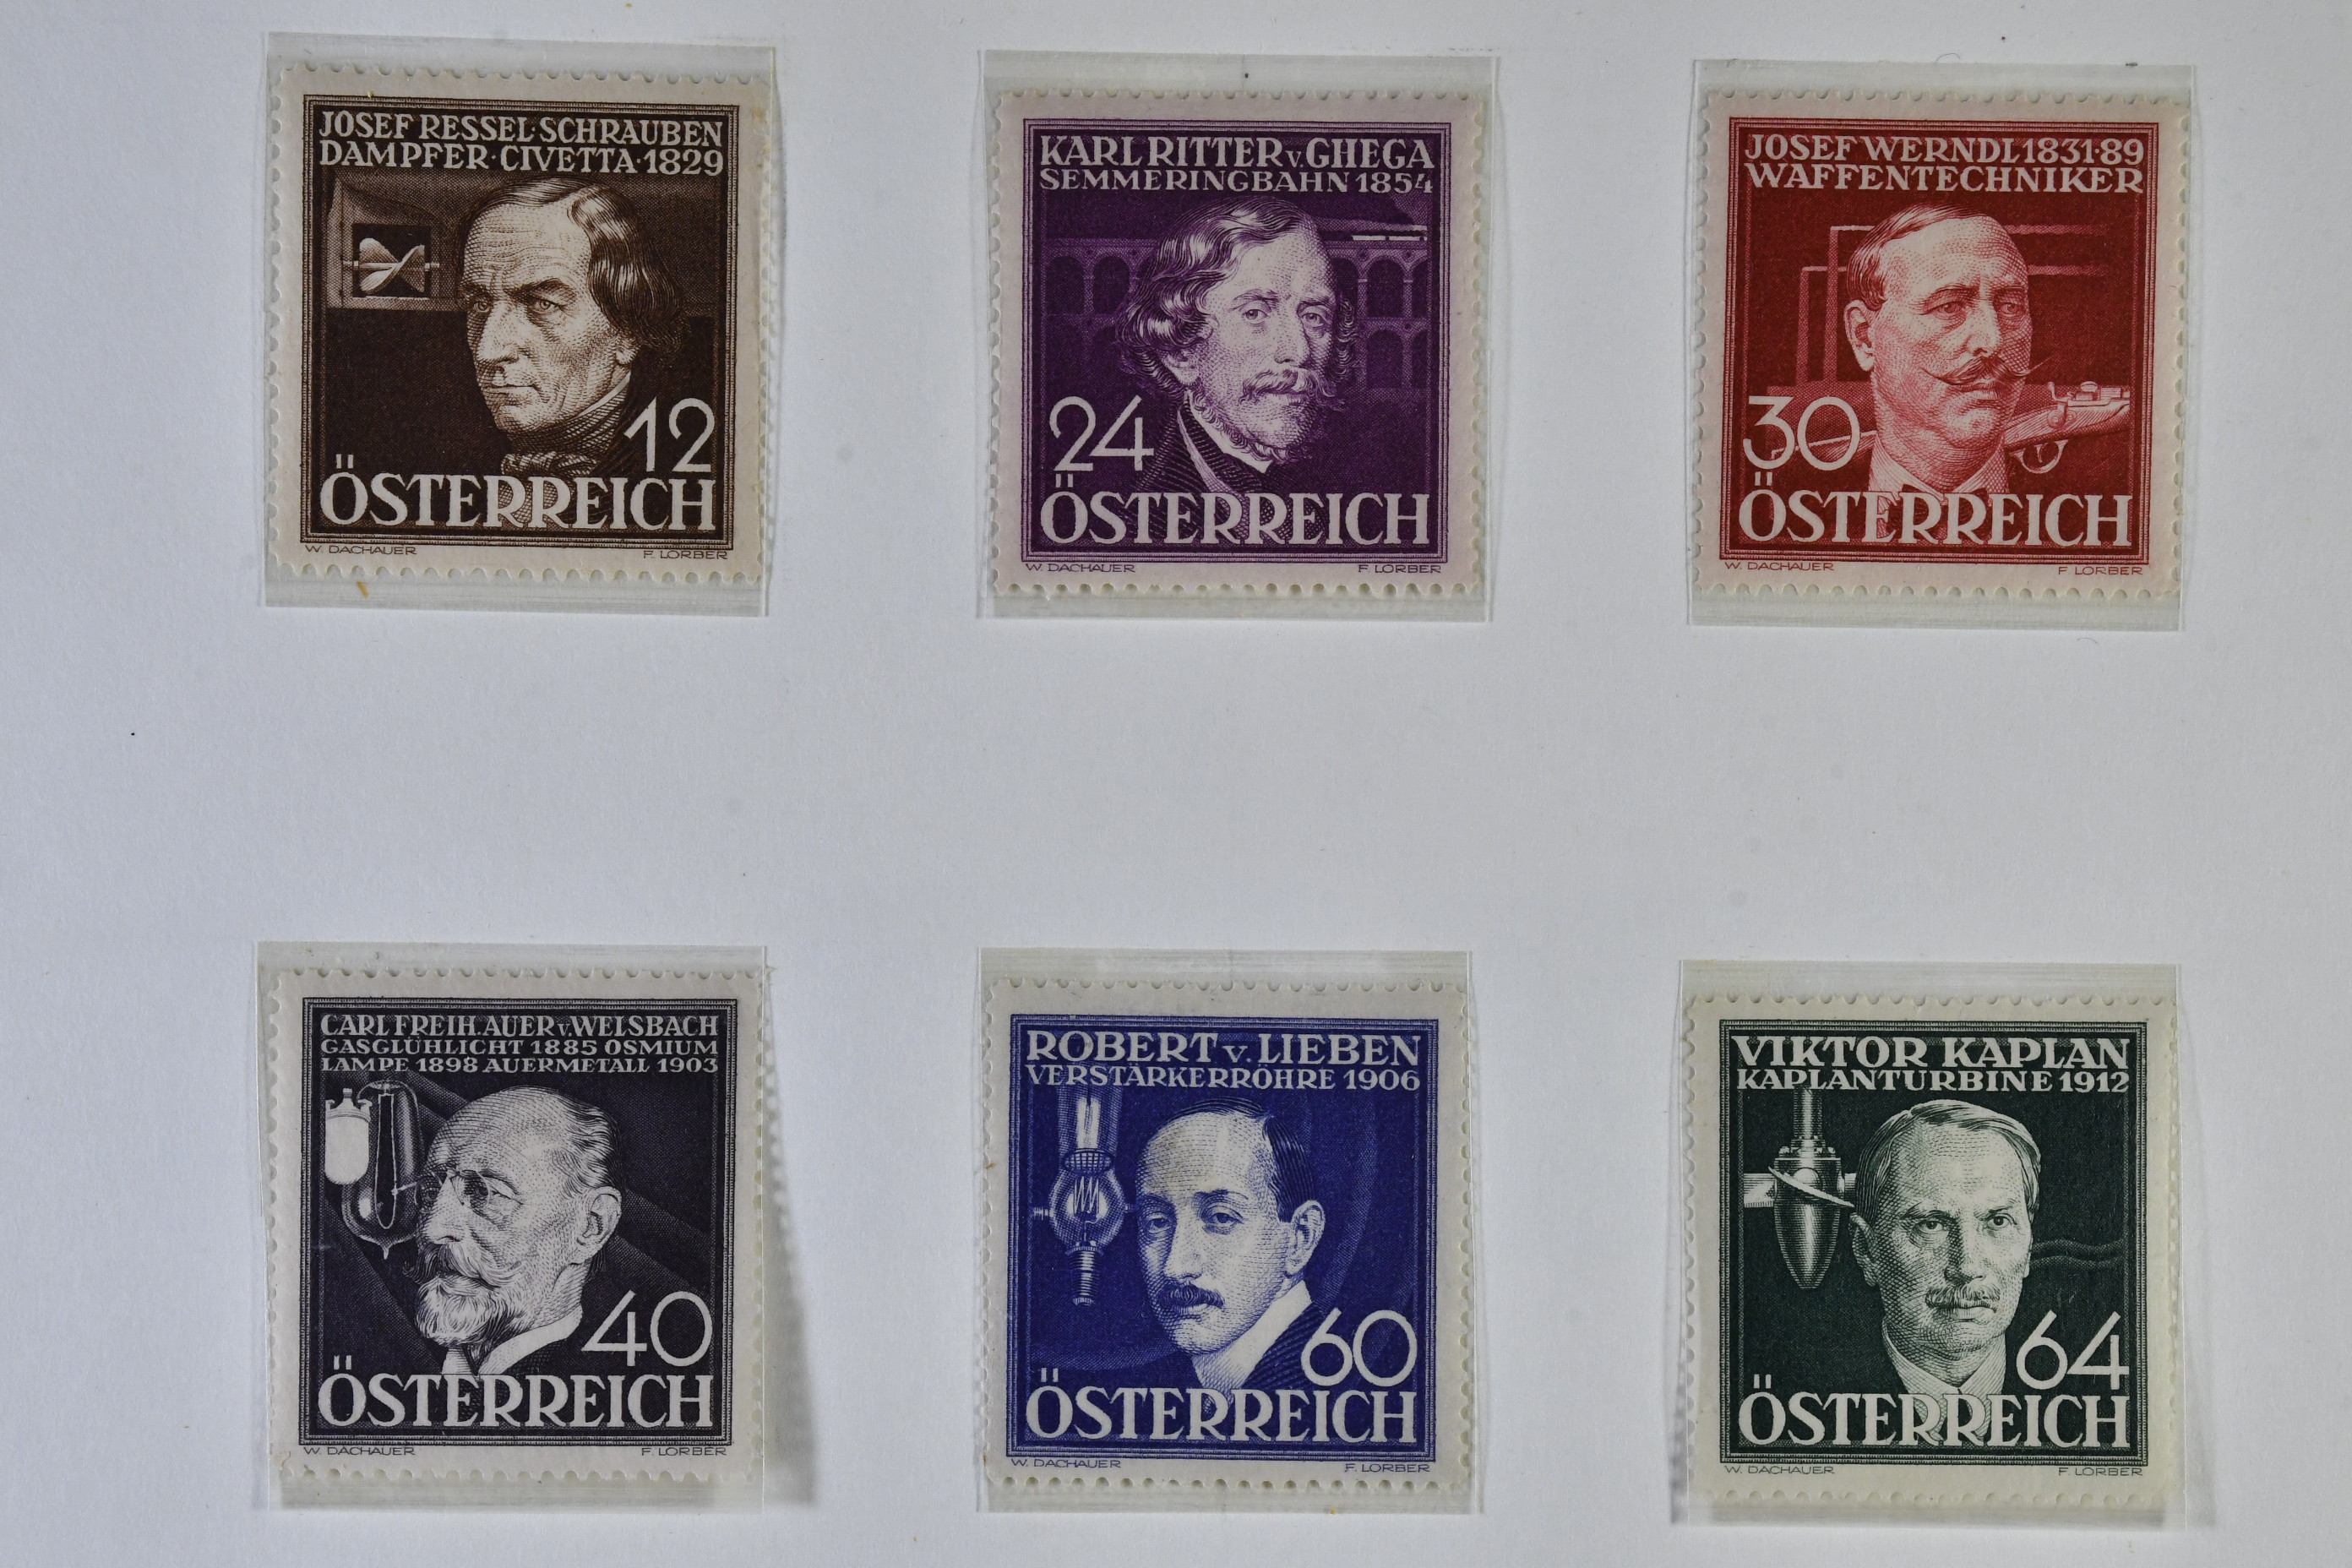 JOSEF RESSEL·SCHRAUBEN
DAMPFER·CIVETTA·1829
12
ÖSTERREICH
W. DACHAUER F. LORBER
KARL RITTER v. GHEGA
SEMMERINGBAHN 1854
24
ÖSTERREICH
W. DACHAUER F. LORBER
JOSEF WERNDL 1831·89
WAFFENTECHNIKER
30
ÖSTERREICH
W. DACHAUER F. LORBER
CARL FREIH. AUER v. WELSBACH
GASGLÜHLICHT 1885 OSMIUM
LAMPE 1898 AUERMETALL 1903
40
ÖSTERREICH
W. DACHAUER F. LORBER
ROBERT v. LIEBEN
VERSTÄRKERRÖHRE 1906
60
ÖSTERREICH
W. DACHAUER F. LORBER
VIKTOR KAPLAN
KAPLANTURBINE 1912
64
ÖSTERREICH
W. DACHAUER F. LORBER